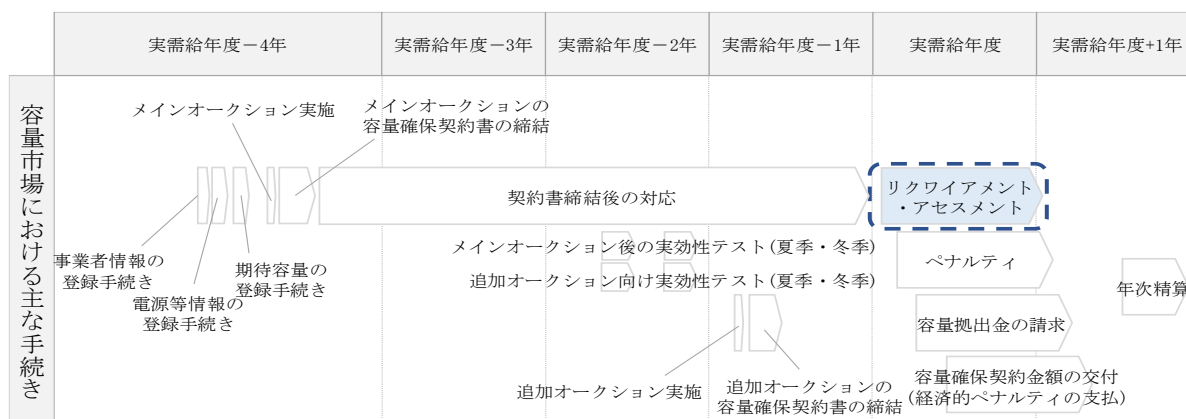 実需給年度－4年
実需給年度－3年
実需給年度－2年
実需給年度－1年
実需給年度
実需給年度+1年
容量市場における主な手続き
メインオークション実施
メインオークションの
容量確保契約書の締結
契約書締結後の対応
リクワイアメント
・アセスメント
事業者情報の
登録手続き
電源等情報の
登録手続き
期待容量の
登録手続き
メインオークション後の実効性テスト(夏季・冬季)
追加オークション向け実効性テスト(夏季・冬季)
ペナルティ
年次精算
容量拠出金の請求
追加オークション実施
追加オークションの
容量確保契約書の締結
容量確保契約金額の交付
(経済的ペナルティの支払)